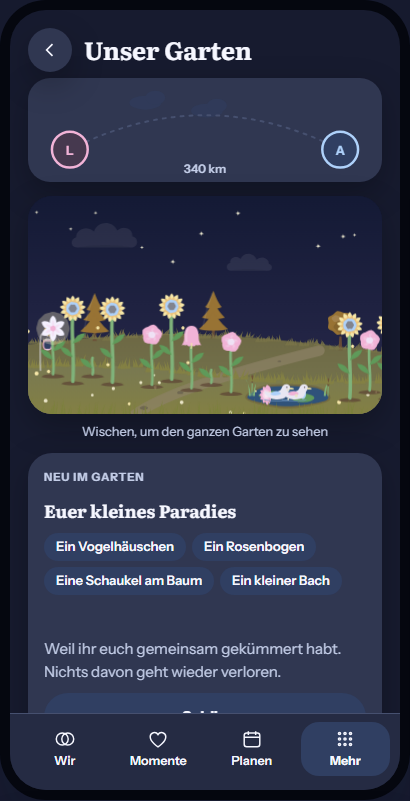 Unser Garten
L
A
340 km
Wischen, um den ganzen Garten zu sehen
NEU IM GARTEN
Euer kleines Paradies
Ein Vogelhäuschen
Ein Rosenbogen
Eine Schaukel am Baum
Ein kleiner Bach
Weil ihr euch gemeinsam gekümmert habt.
Nichts davon geht wieder verloren.
Wir
Momente
Planen
Mehr